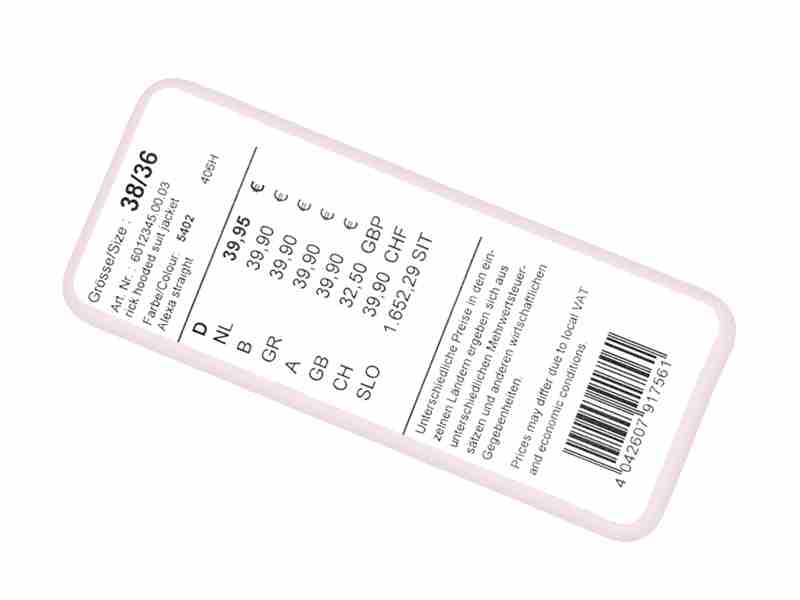 Grösse/Size : 38/36
Art. Nr. : 6012345.00.03
rick hooded suit jacket
Farbe/Colour: 5402
Alexa straight 406H
D 39,95 €
NL 39,90 €
B 39,90 €
GR 39,90 €
A 39,90 €
GB 32,50 GBP
CH 39,90 CHF
SLO 1.652,29 SIT
Unterschiedliche Preise in den ein-
zelnen Ländern ergeben sich aus
unterschiedlichen Mehrwertsteuer-
sätzen und anderen wirtschaftlichen
Gegebenheiten.
Prices may differ due to local VAT
and economic conditions.
4 042607 917561